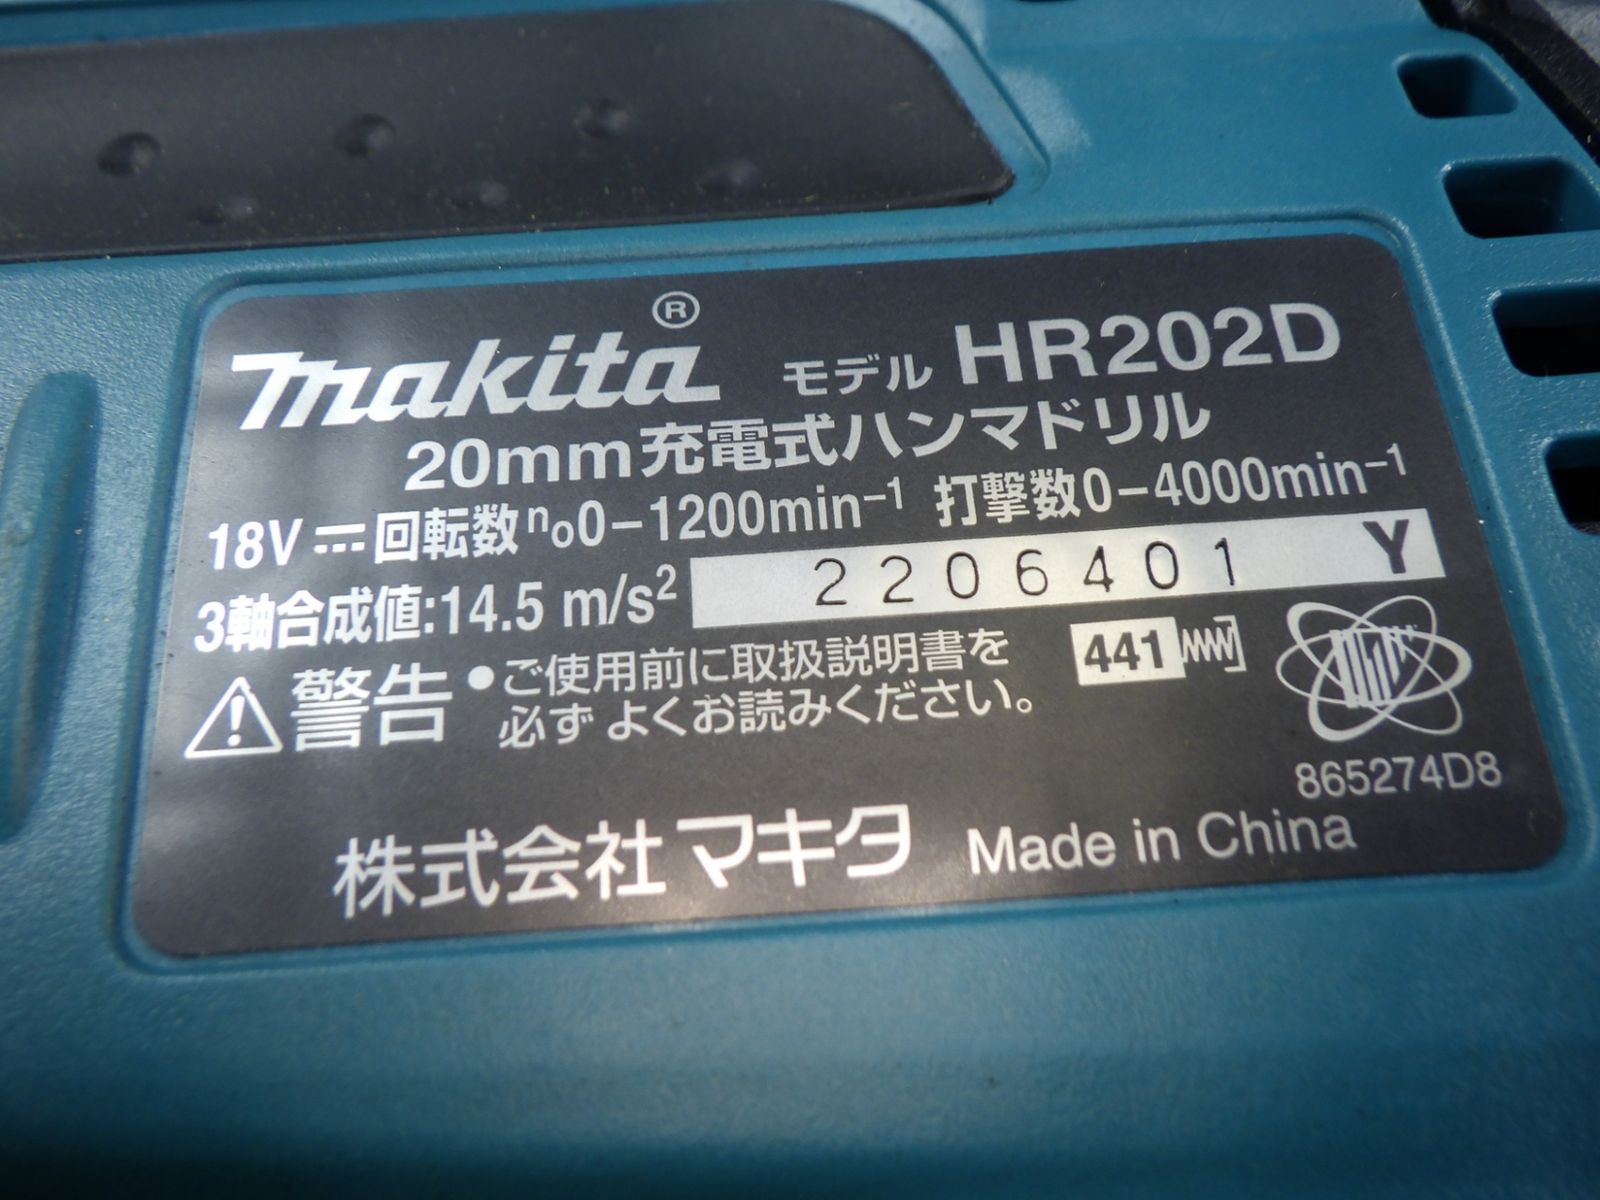 makita® モデル HR202D
20mm充電式ハンマドリル
18V⎓回転数n₀0−1200min⁻¹ 打撃数0−4000min⁻¹
3軸合成値:14.5 m/s² 2206401 Y
⚠警告 •ご使用前に取扱説明書を
必ずよくお読みください。
441
865274D8
株式会社マキタ Made in China